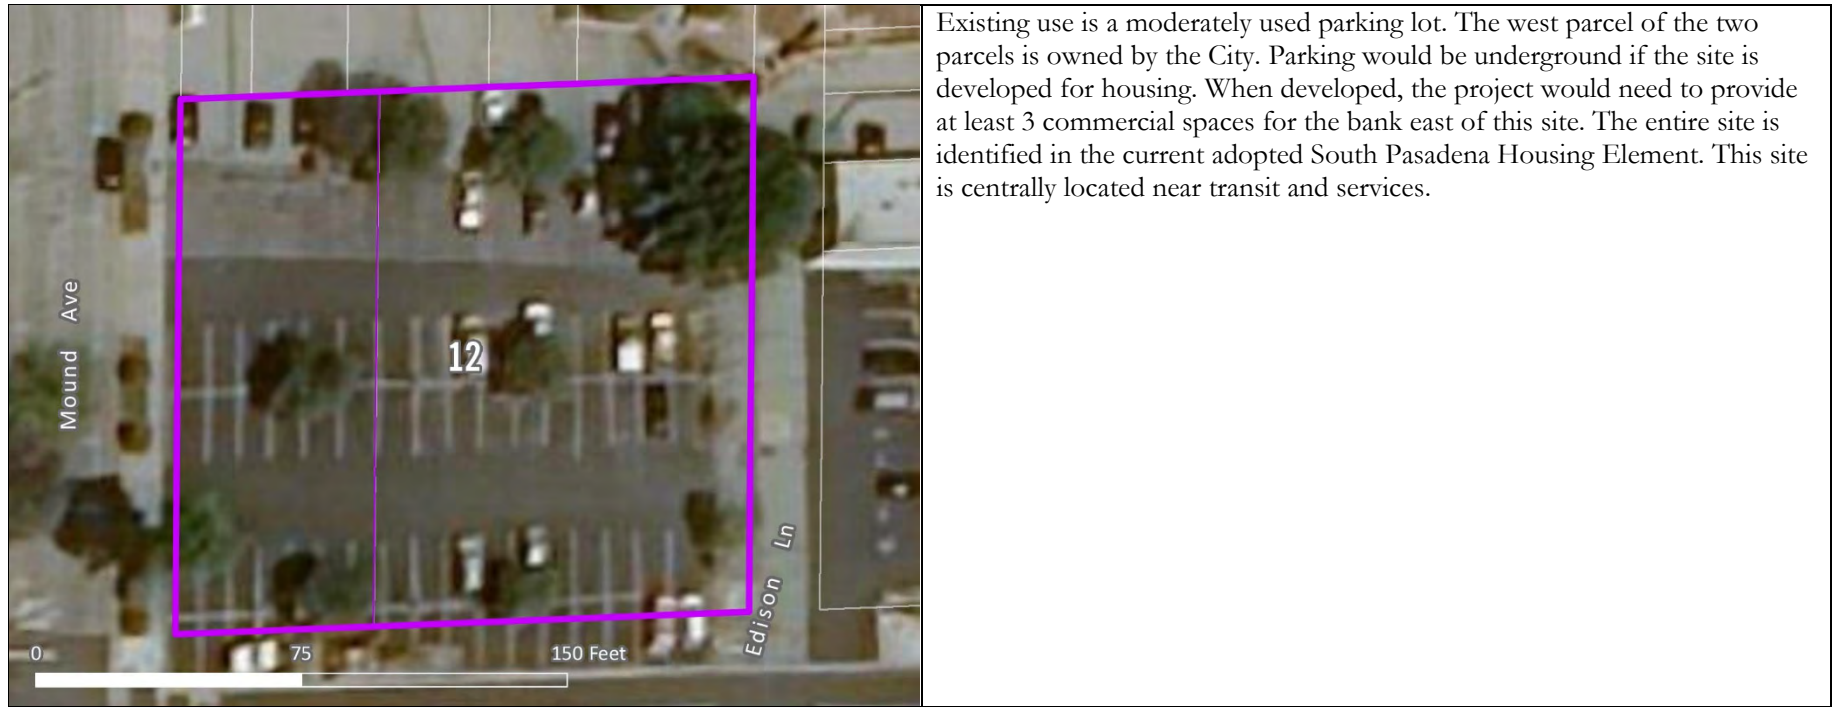 Existing use is a moderately used parking lot. The west parcel of the two
parcels is owned by the City. Parking would be underground if the site is
developed for housing. When developed, the project would need to provide
at least 3 commercial spaces for the bank east of this site. The entire site is
identified in the current adopted South Pasadena Housing Element. This site
is centrally located near transit and services.
Mound Ave
12
Edison Ln
0 75 150 Feet